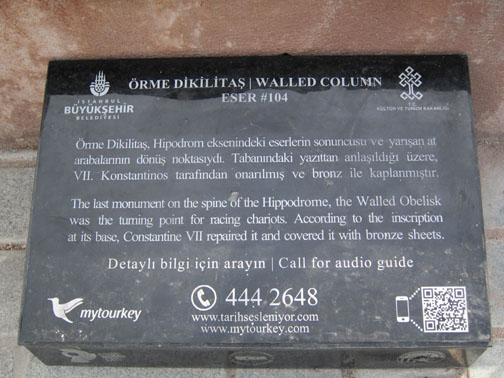 ÖRME DİKİLİTAŞ | WALLED COLUMN
ESER #104
İSTANBUL
BÜYÜKŞEHİR
BELEDİYESİ
T.C.
KÜLTÜR VE TURİZM BAKANLIĞI
Örme Dikilitaş, Hipodrom eksenindeki eserlerin sonuncusu ve yarışan at
arabalarının dönüş noktasıydı. Tabanındaki yazıttan anlaşıldığı üzere,
VII. Konstantinos tarafından onarılmış ve bronz ile kaplanmıştır.
The last monument on the spine of the Hippodrome, the Walled Obelisk
was the turning point for racing chariots. According to the inscription
at its base, Constantine VII repaired it and covered it with bronze sheets.
Detaylı bilgi için arayın | Call for audio guide
mytourkey
444 2648
www.tarihsesleniyor.com
www.mytourkey.com